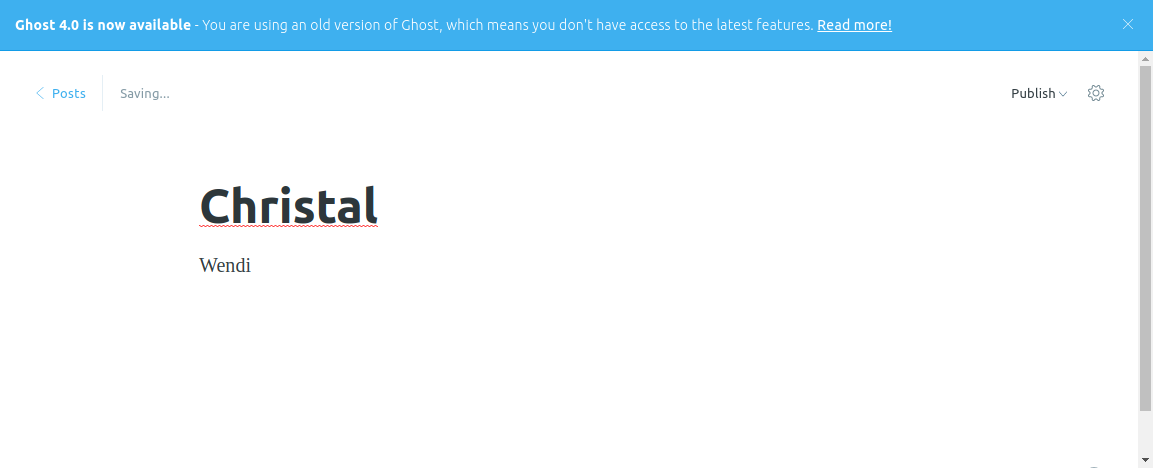 Ghost 4.0 is now available - You are using an old version of Ghost, which means you don't have access to the latest features. Read more!
Posts Saving... Publish
Christal
Wendi